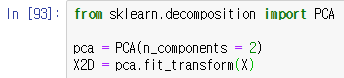 In [93]: from sklearn.decomposition import PCA
pca = PCA(n_components = 2)
X2D = pca.fit_transform(X)